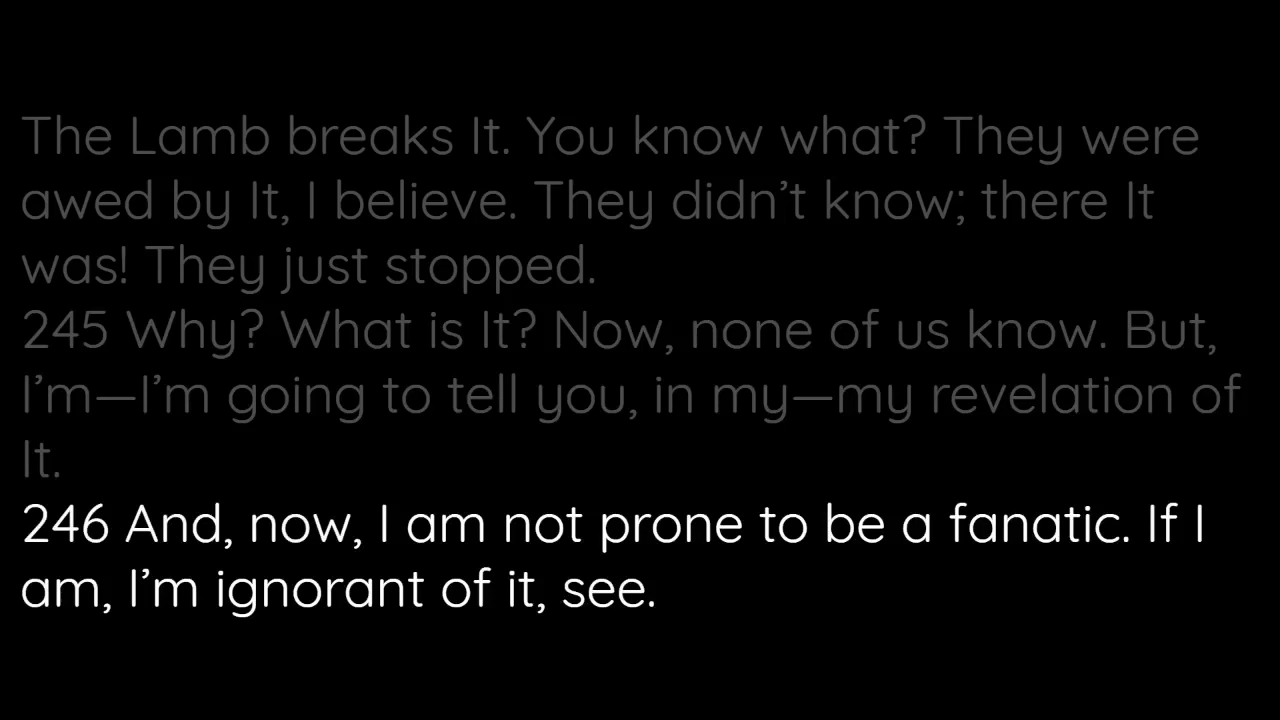 The Lamb breaks It. You know what? They were
awed by It, I believe. They didn’t know; there It
was! They just stopped.
245 Why? What is It? Now, none of us know. But,
I’m—I’m going to tell you, in my—my revelation of
It.
246 And, now, I am not prone to be a fanatic. If I
am, I’m ignorant of it, see.